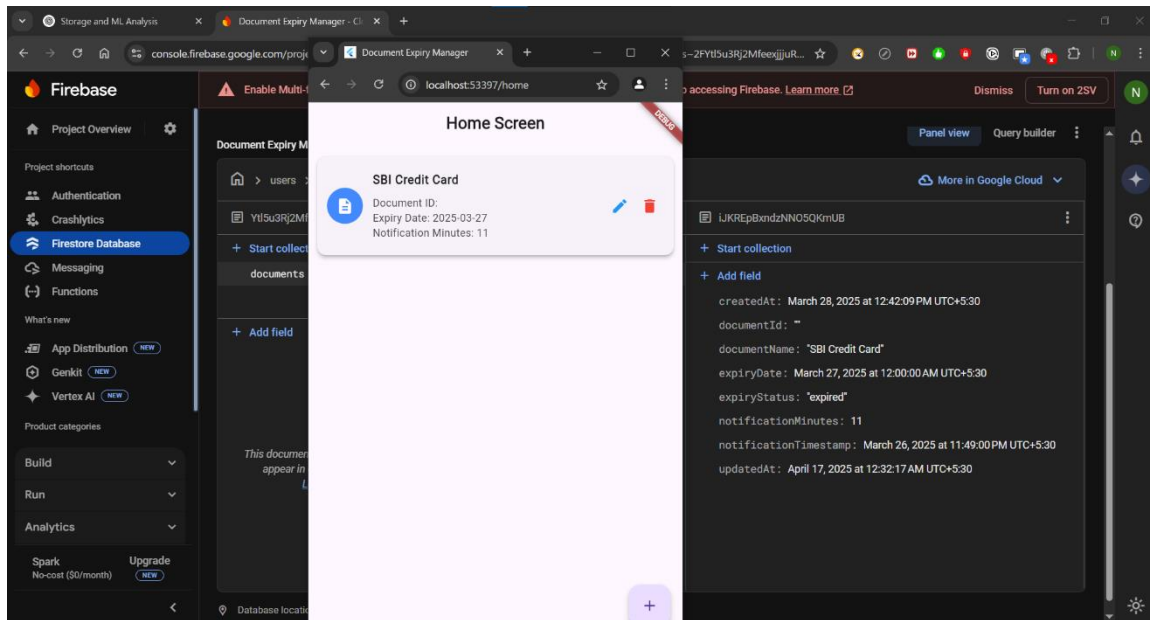 Storage and ML Analysis
Document Expiry Manager - Cl
console.firebase.google.com/proje
s~2FYtl5u3Rj2MfeexjjjuR...
Firebase
Enable Multi-f
o accessing Firebase. Learn more
Dismiss
Turn on 2SV
N
Project Overview
Project shortcuts
Authentication
Crashlytics
Firestore Database
Messaging
Functions
What's new
App Distribution NEW
Genkit NEW
Vertex AI NEW
Product categories
Build
Run
Analytics
Spark
No-cost ($0/month)
Upgrade
NEW
Document Expiry M
Panel view
Query builder
users
More in Google Cloud
Ytl5u3Rj2Mf
+ Start collect
documents
+ Add field
This documen
appear in
L
Database locatio
Document Expiry Manager
localhost:53397/home
Home Screen
DEBUG
SBI Credit Card
Document ID:
Expiry Date: 2025-03-27
Notification Minutes: 11
+
iJKREpBxndzNNO5QKmUB
+ Start collection
+ Add field
createdAt: March 28, 2025 at 12:42:09 PM UTC+5:30
documentId: ""
documentName: "SBI Credit Card"
expiryDate: March 27, 2025 at 12:00:00 AM UTC+5:30
expiryStatus: "expired"
notificationMinutes: 11
notificationTimestamp: March 26, 2025 at 11:49:00 PM UTC+5:30
updatedAt: April 17, 2025 at 12:32:17 AM UTC+5:30